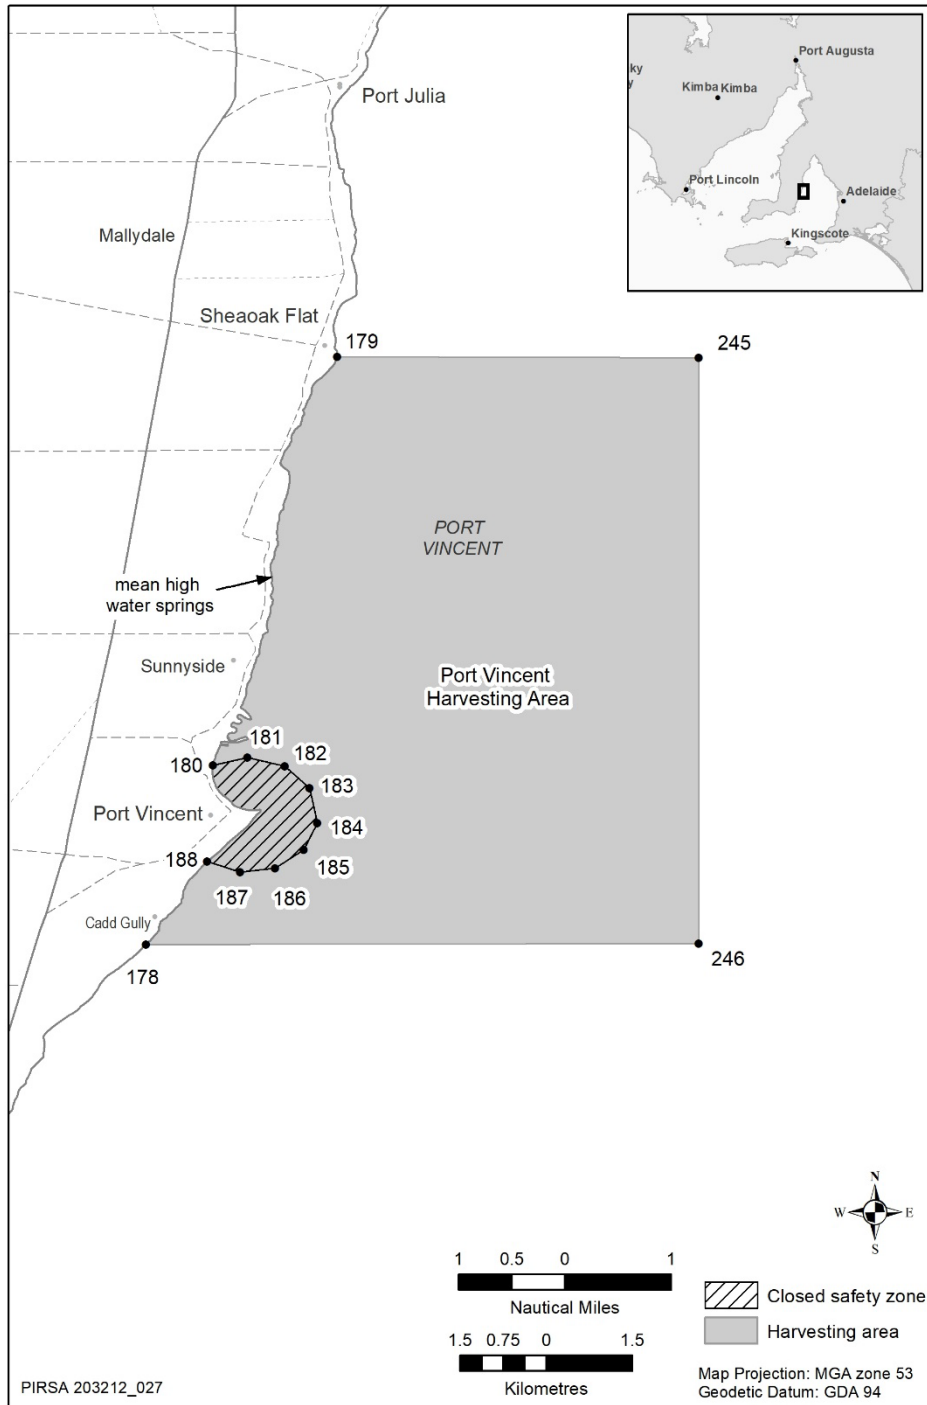 Port Augusta
ky
y
Kimba Kimba
Port Lincoln
Adelaide
Kingscote
Port Julia
Mallydale
Sheaoak Flat
179
245
PORT
VINCENT
mean high
water springs
Sunnyside
Port Vincent
Harvesting Area
181
180
182
183
Port Vincent
184
188
185
187
186
Cadd Gully
178
246
N
W
E
S
1 0.5 0 1
Nautical Miles
1.5 0.75 0 1.5
Kilometres
Closed safety zone
Harvesting area
PIRSA 203212_027
Map Projection: MGA zone 53
Geodetic Datum: GDA 94